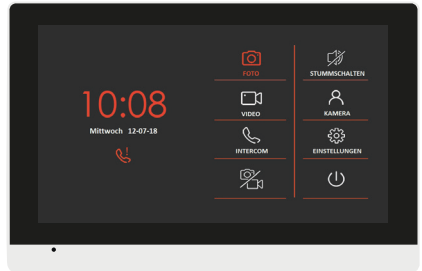 10:08
Mittwoch 12-07-18
FOTO
STUMMSCHALTEN
VIDEO
KAMERA
INTERCOM
EINSTELLUNGEN